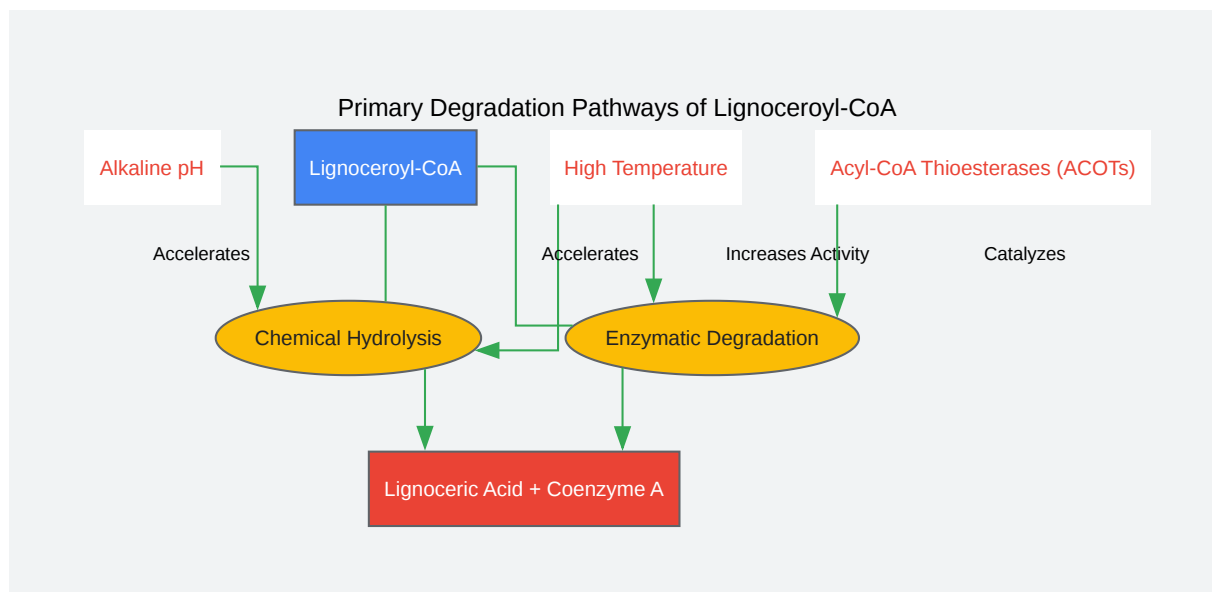 Primary Degradation Pathways of Lignoceroyl-CoA
Alkaline pH
Lignoceroyl-CoA
High Temperature
Acyl-CoA Thioesterases (ACOTs)
Accelerates
Accelerates
Increases Activity
Catalyzes
Chemical Hydrolysis
Enzymatic Degradation
Lignoceric Acid + Coenzyme A